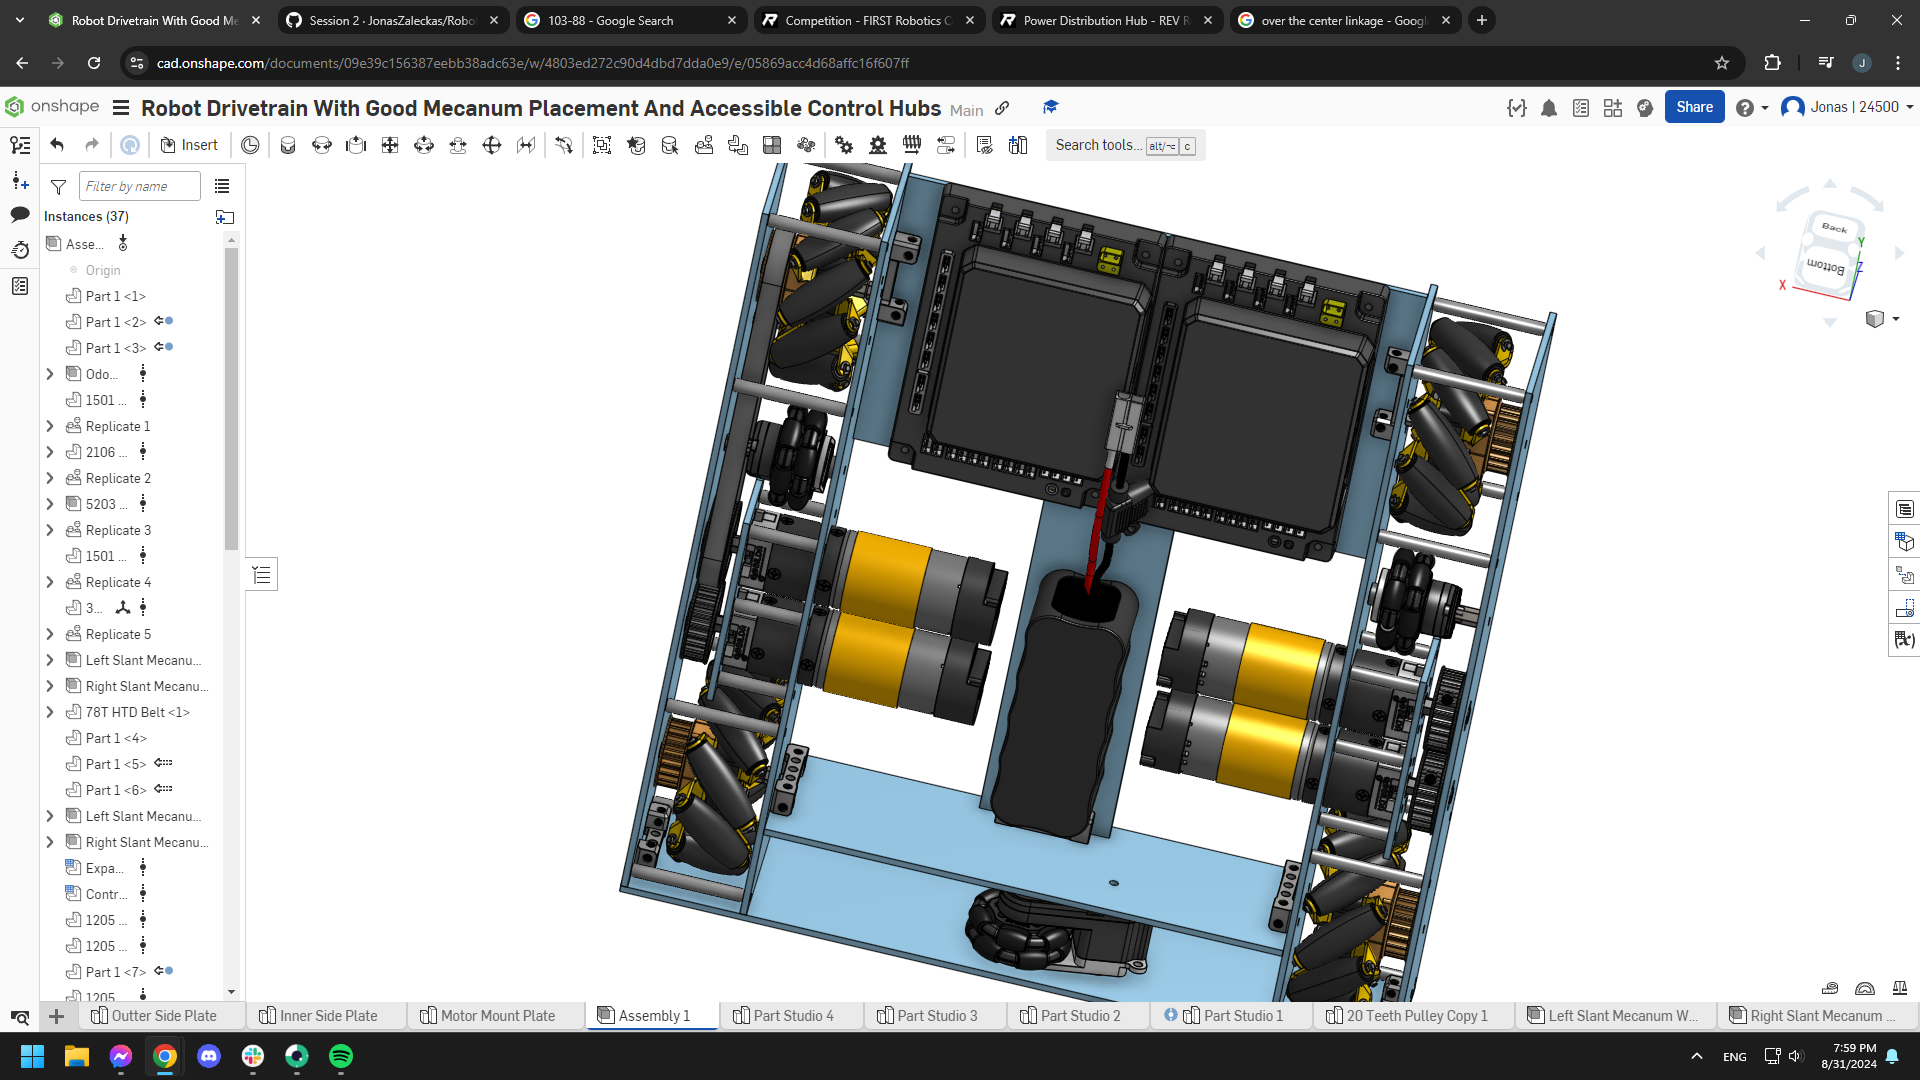 Robot Drivetrain With Good Me
Session 2 · JonasZaleckas/Robo
103-88 - Google Search
Competition - FIRST Robotics C
Power Distribution Hub - REV R
over the center linkage - Googl
cad.onshape.com/documents/09e39c156387eebb38adc63e/w/4803ed272c90d4dbd7dda0e9/e/05869acc4d68affc16f607ff
J
onshape
Robot Drivetrain With Good Mecanum Placement And Accessible Control Hubs
Main
Share
Jonas | 24500
Insert
Search tools... alt/⌥ c
Filter by name
Instances (37)
Asse...
Origin
Part 1 <1>
Part 1 <2>
Part 1 <3>
Odo...
1501 ...
Replicate 1
2106 ...
Replicate 2
5203 ...
Replicate 3
1501 ...
Replicate 4
3...
Replicate 5
Left Slant Mecanu...
Right Slant Mecanu...
78T HTD Belt <1>
Part 1 <4>
Part 1 <5>
Part 1 <6>
Left Slant Mecanu...
Right Slant Mecanu...
Expa...
Contr...
1205 ...
1205 ...
Part 1 <7>
1205
Back
Bottom
X
Y
Z
Outter Side Plate
Inner Side Plate
Motor Mount Plate
Assembly 1
Part Studio 4
Part Studio 3
Part Studio 2
Part Studio 1
20 Teeth Pulley Copy 1
Left Slant Mecanum W...
Right Slant Mecanum ...
ENG
7:59 PM
8/31/2024